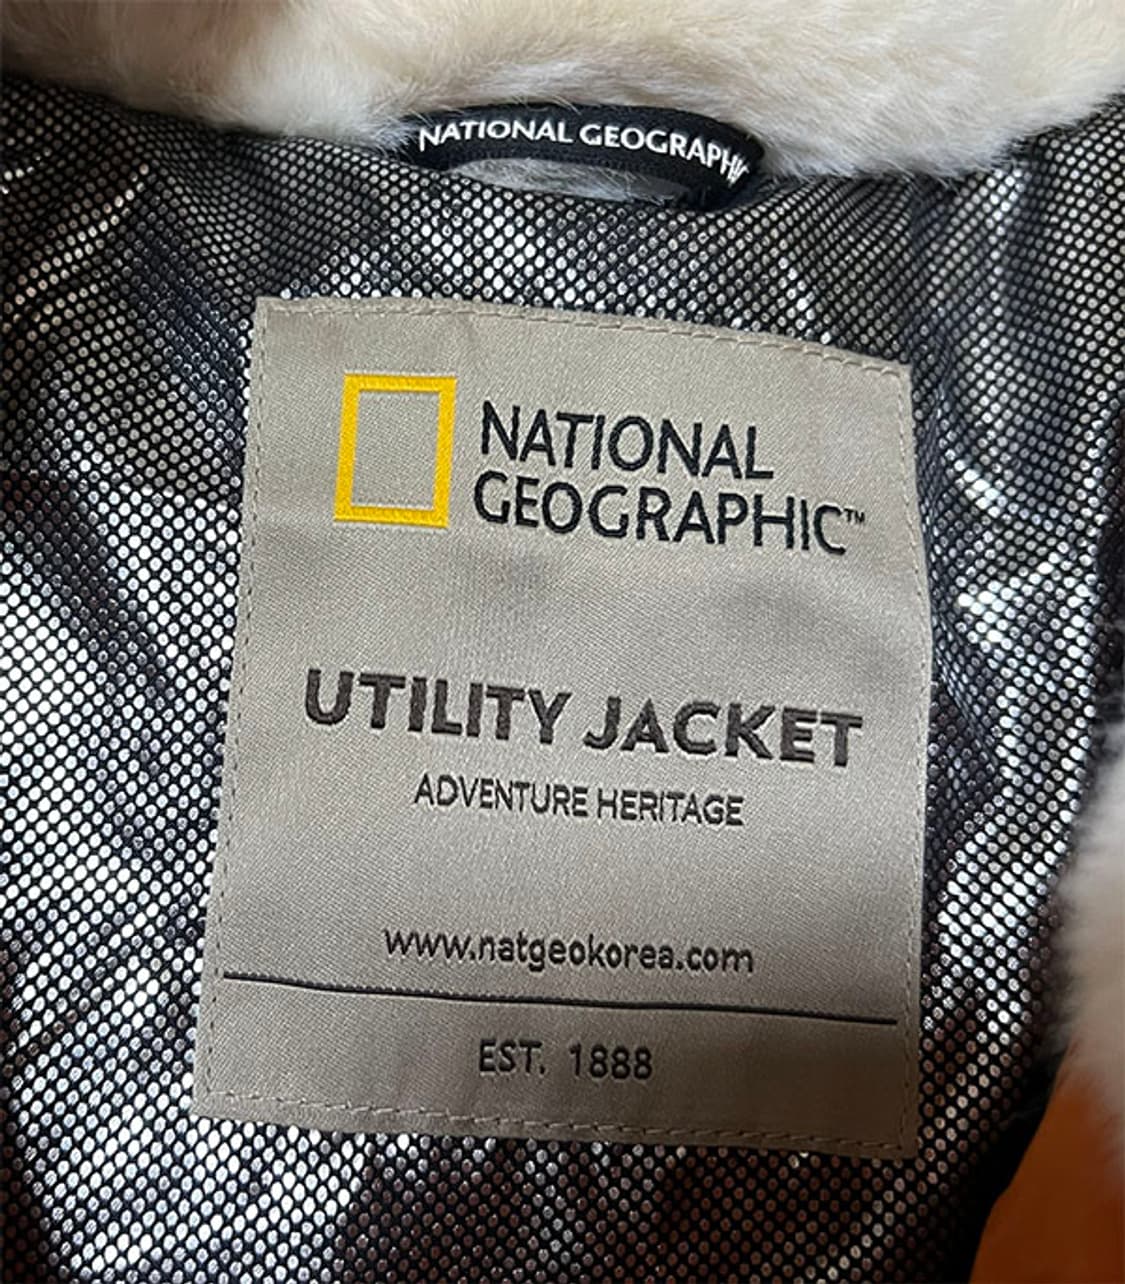 NATIONAL GEOGRAPHIC
NATIONAL
GEOGRAPHIC™
UTILITY JACKET
ADVENTURE HERITAGE
www.natgeokorea.com
EST. 1888